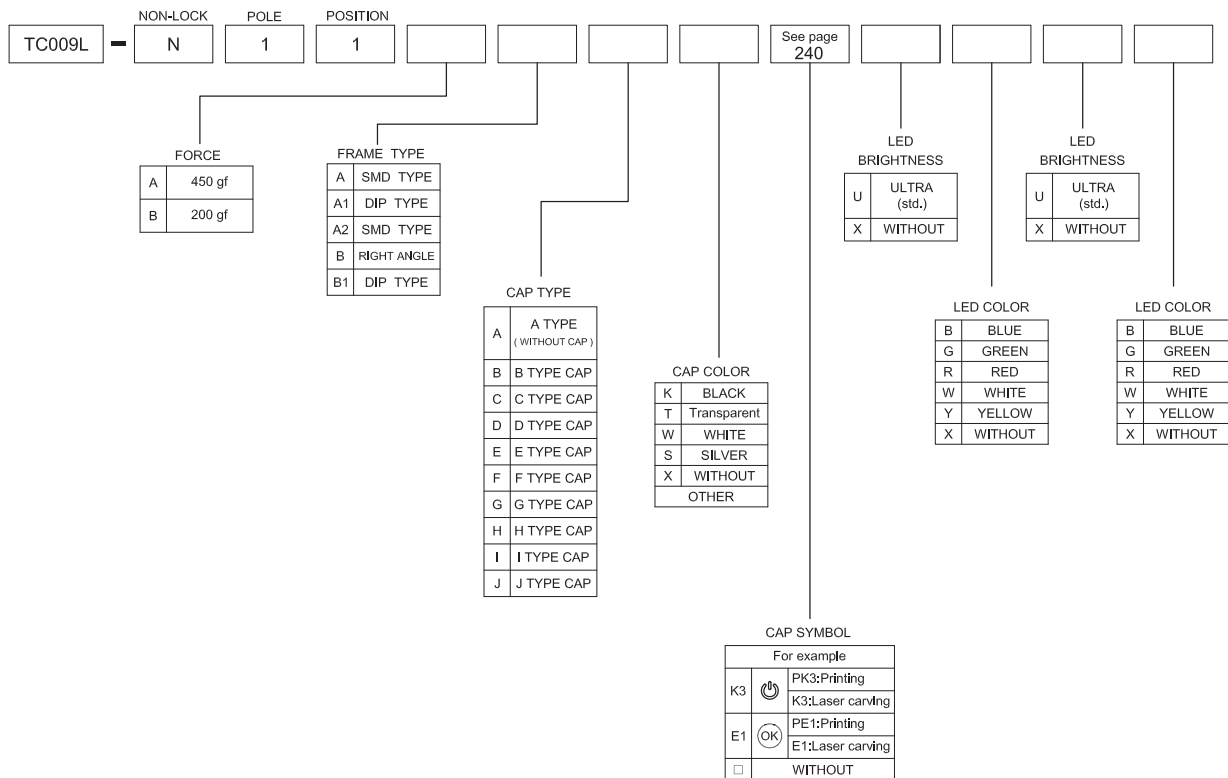 NON-LOCK POLE POSITION
TC009L - N 1 1 See page
240
FORCE
A 450 gf
B 200 gf
FRAME TYPE
A SMD TYPE
A1 DIP TYPE
A2 SMD TYPE
B RIGHT ANGLE
B1 DIP TYPE
CAP TYPE
A A TYPE
( WITHOUT CAP )
B B TYPE CAP
C C TYPE CAP
D D TYPE CAP
E E TYPE CAP
F F TYPE CAP
G G TYPE CAP
H H TYPE CAP
I I TYPE CAP
J J TYPE CAP
CAP COLOR
K BLACK
T Transparent
W WHITE
S SILVER
X WITHOUT
OTHER
CAP SYMBOL
For example
K3 PK3:Printing
K3:Laser carving
E1 OK PE1:Printing
E1:Laser carving
□ WITHOUT
LED
BRIGHTNESS
U ULTRA
(std.)
X WITHOUT
LED COLOR
B BLUE
G GREEN
R RED
W WHITE
Y YELLOW
X WITHOUT
LED
BRIGHTNESS
U ULTRA
(std.)
X WITHOUT
LED COLOR
B BLUE
G GREEN
R RED
W WHITE
Y YELLOW
X WITHOUT